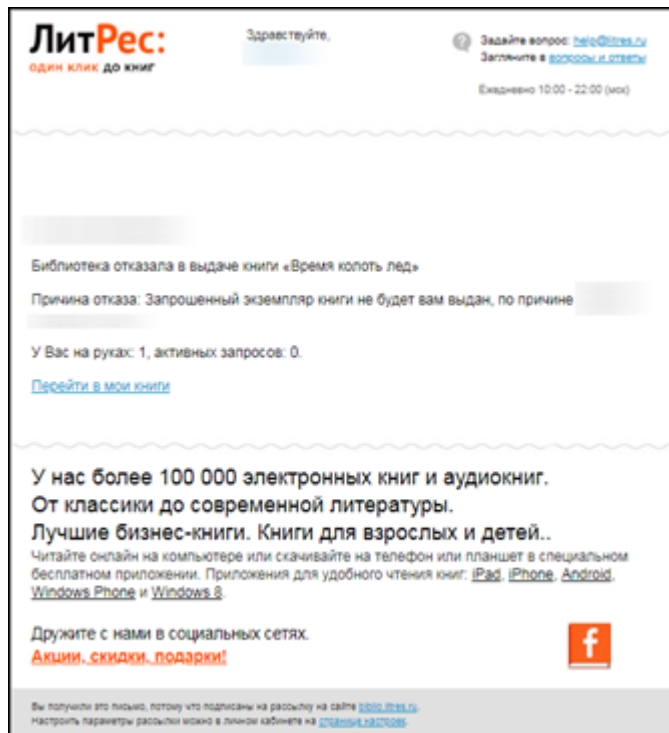 ЛитРес:
один клик до книг
Здравствуйте,
Задайте вопрос: help@litres.ru
Загляните в вопросы и ответы
Ежедневно 10:00 - 22:00 (мск)
Библиотека отказала в выдаче книги «Время колоть лед»
Причина отказа: Запрошенный экземпляр книги не будет вам выдан, по причине
У Вас на руках: 1, активных запросов: 0.
Перейти в мои книги
У нас более 100 000 электронных книг и аудиокниг.
От классики до современной литературы.
Лучшие бизнес-книги. Книги для взрослых и детей..
Читайте онлайн на компьютере или скачивайте на телефон или планшет в специальном
бесплатном приложении. Приложения для удобного чтения книг: iPad, iPhone, Android,
Windows Phone и Windows 8.
Дружите с нами в социальных сетях.
Акции, скидки, подарки!
f
Вы получили это письмо, потому что подписаны на рассылку на сайте biblio.litres.ru.
Настроить параметры рассылки можно в личном кабинете на странице настроек.